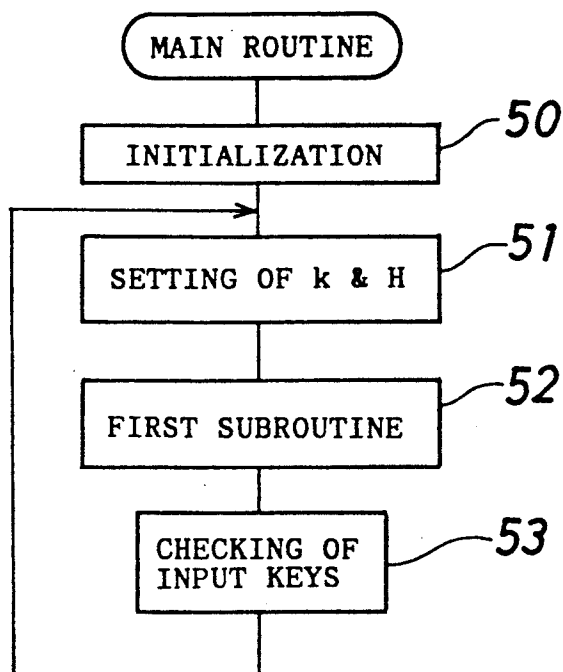 MAIN ROUTINE
50
INITIALIZATION
51
SETTING OF k & H
52
FIRST SUBROUTINE
53
CHECKING OF
INPUT KEYS